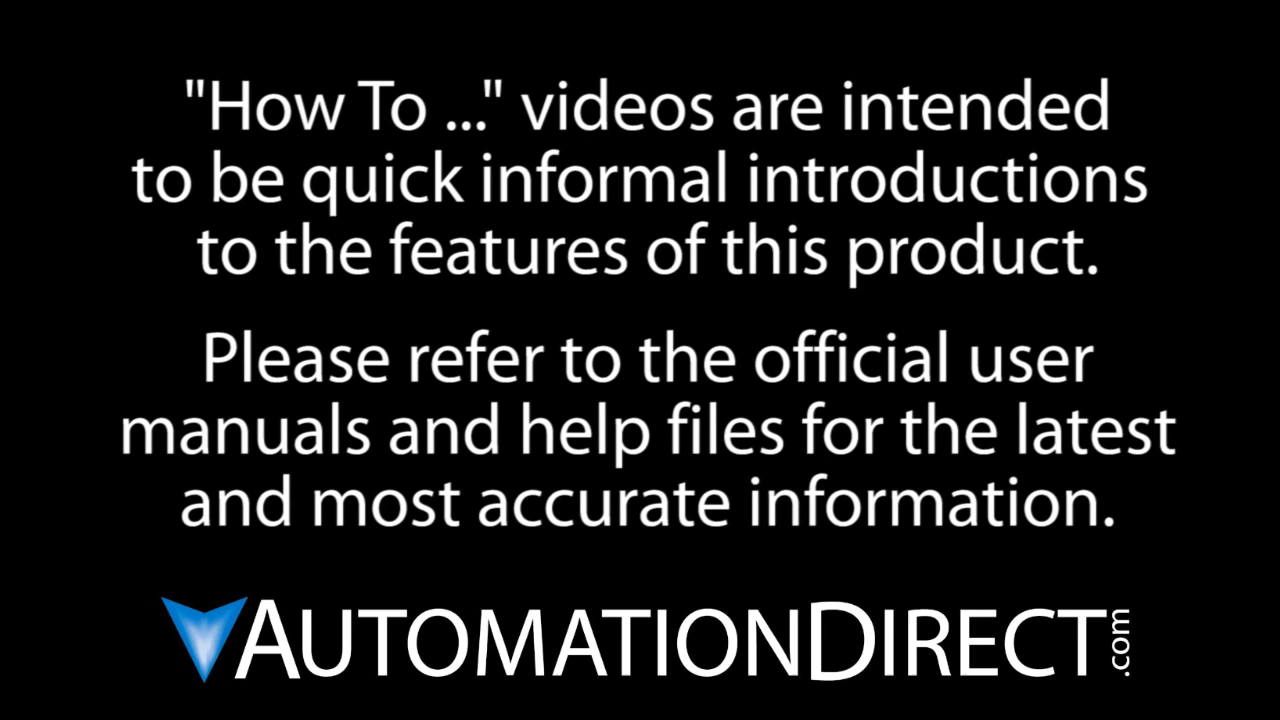 "How To ..." videos are intended
to be quick informal introductions
to the features of this product.
Please refer to the official user
manuals and help files for the latest
and most accurate information.
AUTOMATIONDIRECT.com